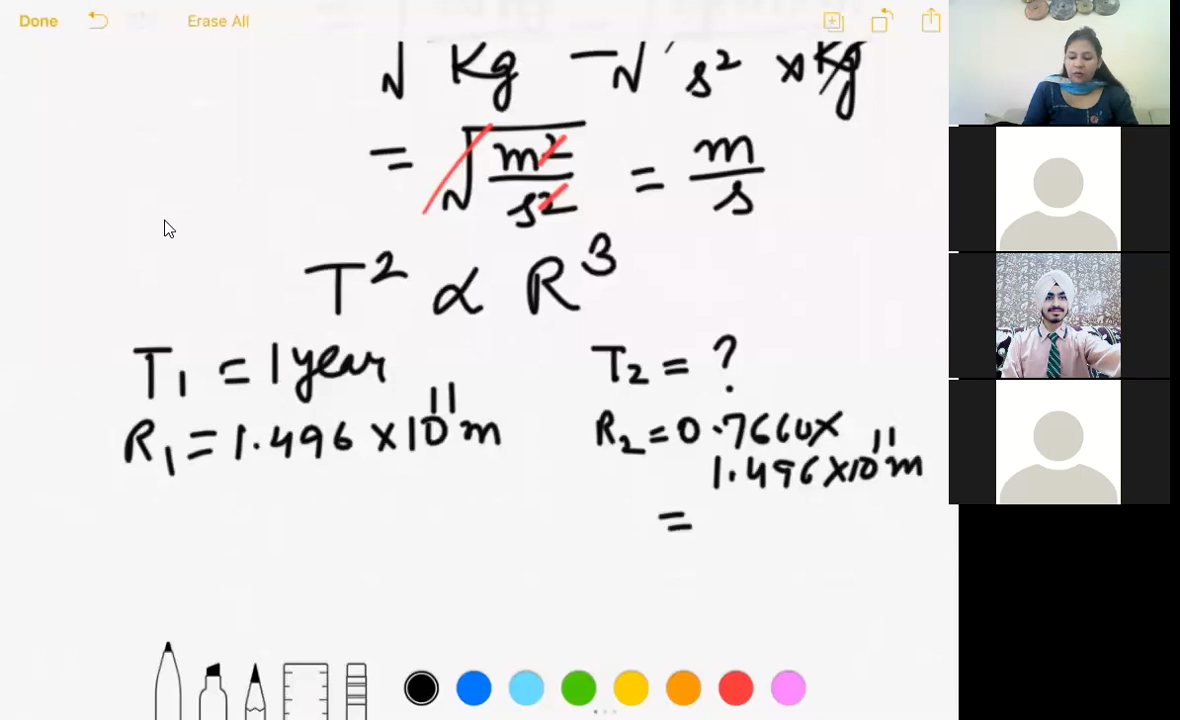 Done Erase All
√ Kg √ s² × Kg
= √ m² / s² = m / s
T² ∝ R³
T₁ = 1 year T₂ = ?
R₁ = 1.496 × 10¹¹ m R₂ = 0.7660 ×
1.496 × 10¹¹ m
=